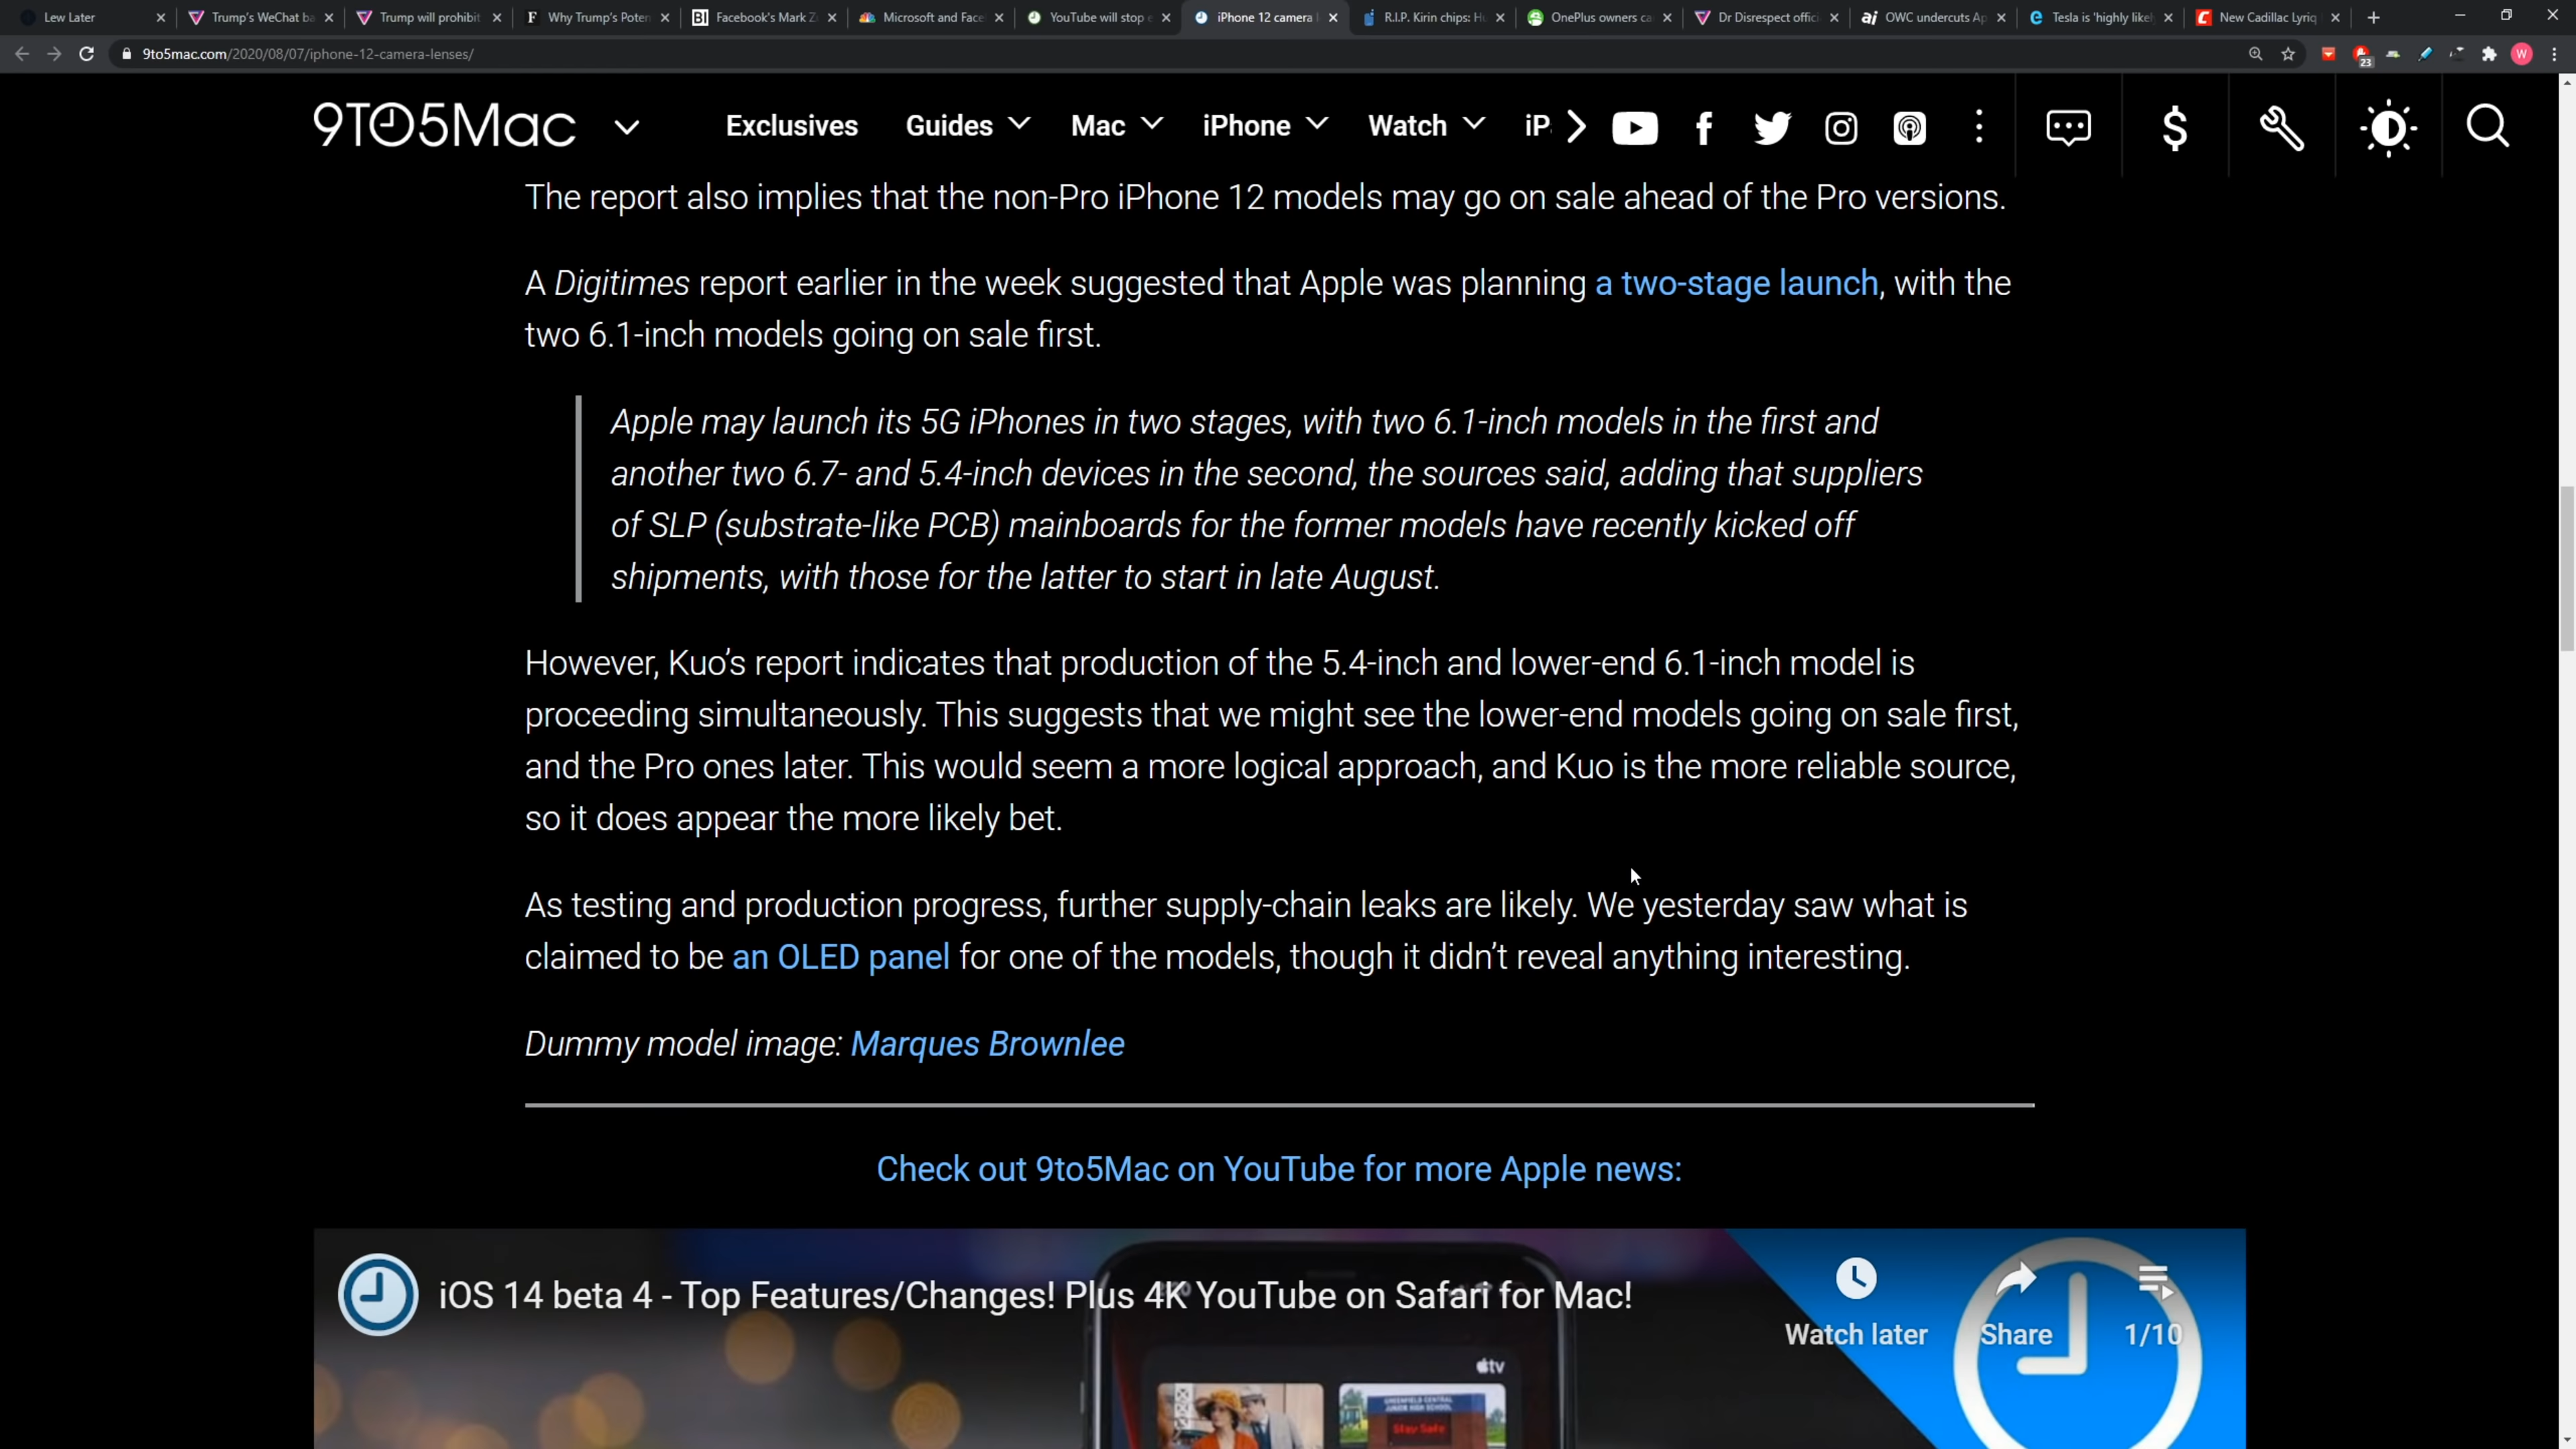 Lew Later
Trump's WeChat ba
Trump will prohibit
Why Trump's Poten
Facebook's Mark Z
Microsoft and Face
YouTube will stop e
iPhone 12 camera l
R.I.P. Kirin chips: Hu
OnePlus owners ca
Dr Disrespect offici
OWC undercuts Ap
Tesla is 'highly likel
New Cadillac Lyriq
9to5mac.com/2020/08/07/iphone-12-camera-lenses/
23
W
9TO5Mac
Exclusives
Guides
Mac
iPhone
Watch
iP
The report also implies that the non-Pro iPhone 12 models may go on sale ahead of the Pro versions.
A Digitimes report earlier in the week suggested that Apple was planning a two-stage launch, with the
two 6.1-inch models going on sale first.
Apple may launch its 5G iPhones in two stages, with two 6.1-inch models in the first and
another two 6.7- and 5.4-inch devices in the second, the sources said, adding that suppliers
of SLP (substrate-like PCB) mainboards for the former models have recently kicked off
shipments, with those for the latter to start in late August.
However, Kuo's report indicates that production of the 5.4-inch and lower-end 6.1-inch model is
proceeding simultaneously. This suggests that we might see the lower-end models going on sale first,
and the Pro ones later. This would seem a more logical approach, and Kuo is the more reliable source,
so it does appear the more likely bet.
As testing and production progress, further supply-chain leaks are likely. We yesterday saw what is
claimed to be an OLED panel for one of the models, though it didn't reveal anything interesting.
Dummy model image: Marques Brownlee
Check out 9to5Mac on YouTube for more Apple news:
iOS 14 beta 4 - Top Features/Changes! Plus 4K YouTube on Safari for Mac!
Watch later
Share
1/10
tv
GREENFIELD CENTRAL
JUNIOR HIGH SCHOOL
Stay Safe